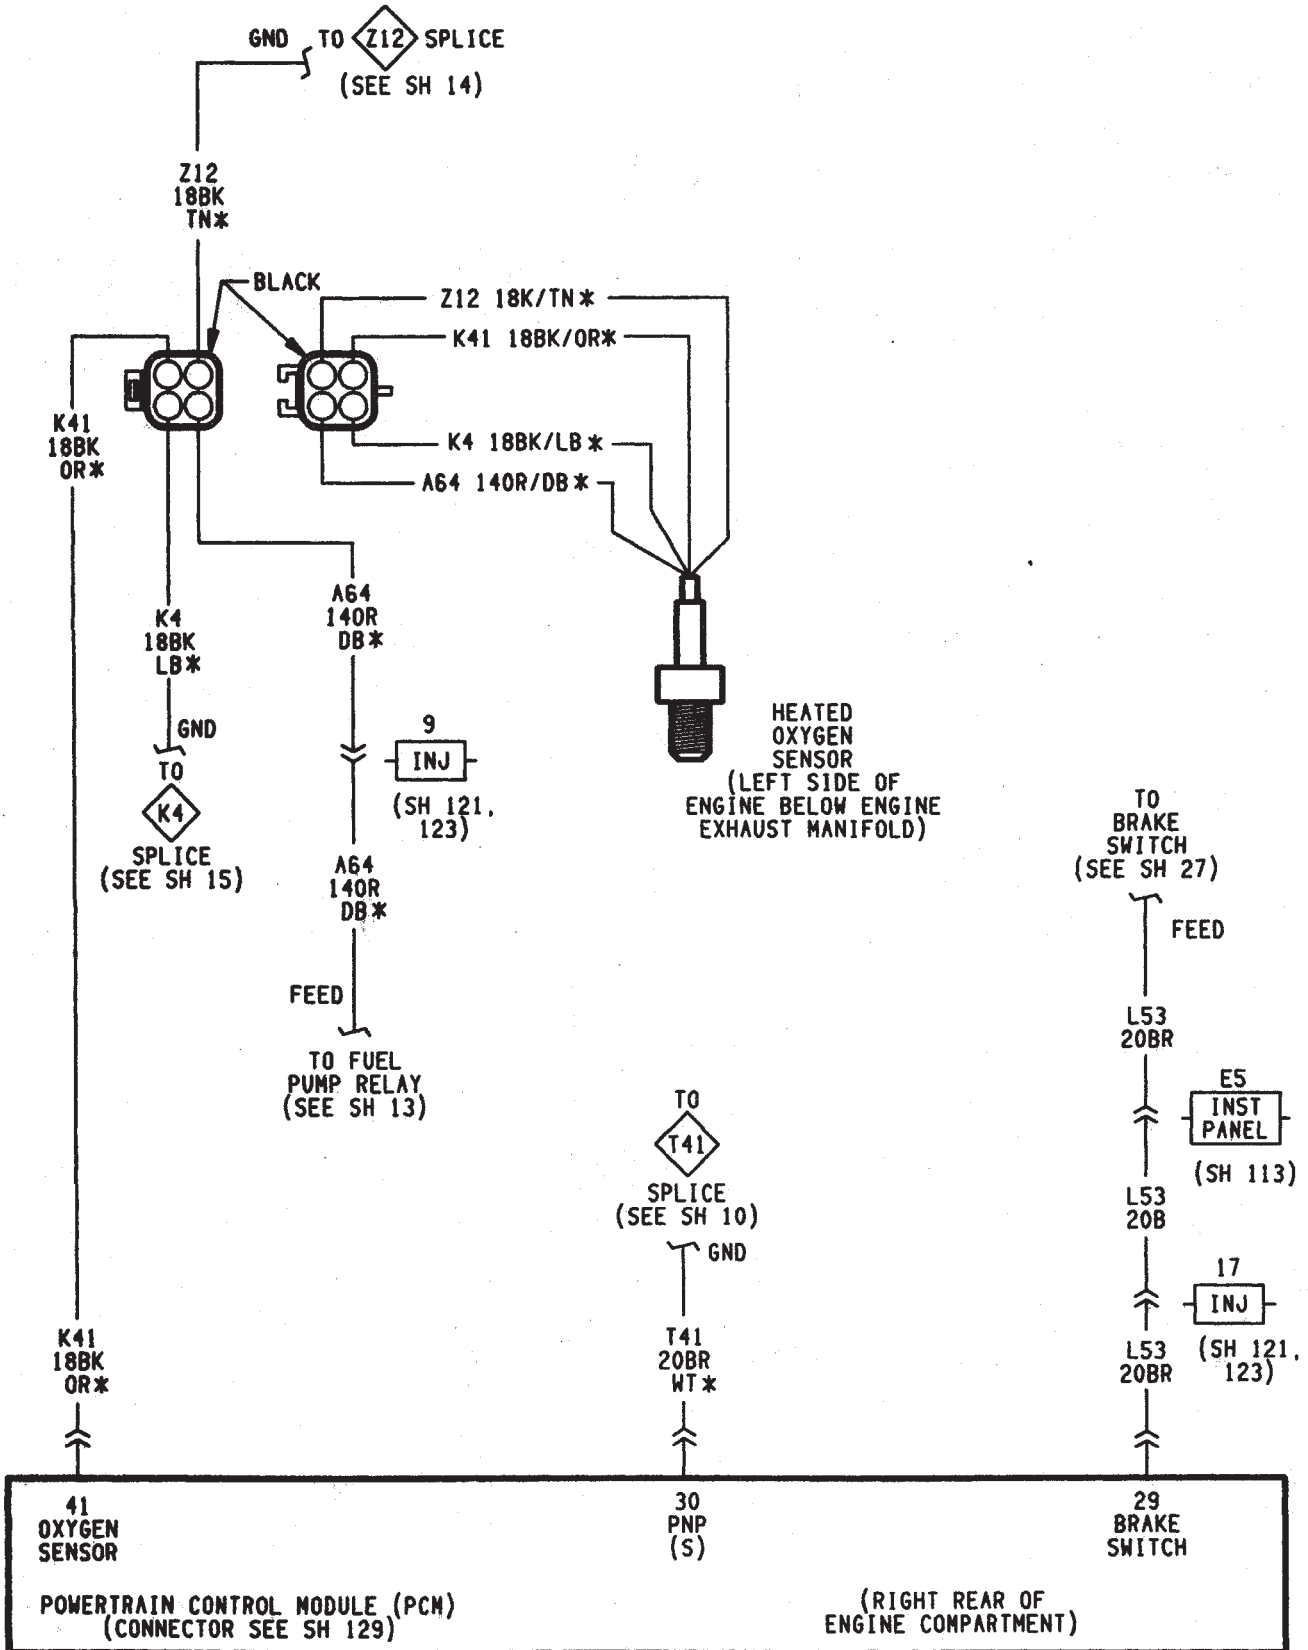 GND TO Z12 SPLICE
(SEE SH 14)
Z12
18BK
TN*
BLACK
Z12 18K/TN*
K41 18BK/OR*
K41
18BK
OR*
K4 18BK/LB*
A64 14OR/DB*
A64
14OR
DB*
K4
18BK
LB*
GND
TO
K4
SPLICE
(SEE SH 15)
9
INJ
(SH 121,
123)
A64
14OR
DB*
FEED
TO FUEL
PUMP RELAY
(SEE SH 13)
HEATED
OXYGEN
SENSOR
(LEFT SIDE OF
ENGINE BELOW ENGINE
EXHAUST MANIFOLD)
TO
BRAKE
SWITCH
(SEE SH 27)
FEED
L53
20BR
E5
INST
PANEL
(SH 113)
L53
20B
17
INJ
(SH 121,
123)
L53
20BR
TO
T41
SPLICE
(SEE SH 10)
GND
T41
20BR
WT*
K41
18BK
OR*
41
OXYGEN
SENSOR
30
PNP
(S)
29
BRAKE
SWITCH
POWERTRAIN CONTROL MODULE (PCM)
(CONNECTOR SEE SH 129)
(RIGHT REAR OF
ENGINE COMPARTMENT)